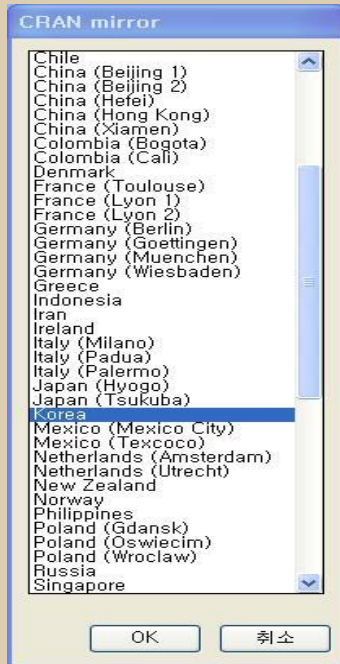 CRAN mirror
Chile
China (Beijing 1)
China (Beijing 2)
China (Hefei)
China (Hong Kong)
China (Xiamen)
Colombia (Bogota)
Colombia (Cali)
Denmark
France (Toulouse)
France (Lyon 1)
France (Lyon 2)
Germany (Berlin)
Germany (Goettingen)
Germany (Muenchen)
Germany (Wiesbaden)
Greece
Indonesia
Iran
Ireland
Italy (Milano)
Italy (Padua)
Italy (Palermo)
Japan (Hyogo)
Japan (Tsukuba)
Korea
Mexico (Mexico City)
Mexico (Texcoco)
Netherlands (Amsterdam)
Netherlands (Utrecht)
New Zealand
Norway
Philippines
Poland (Gdansk)
Poland (Oswiecim)
Poland (Wroclaw)
Russia
Singapore
OK 취소